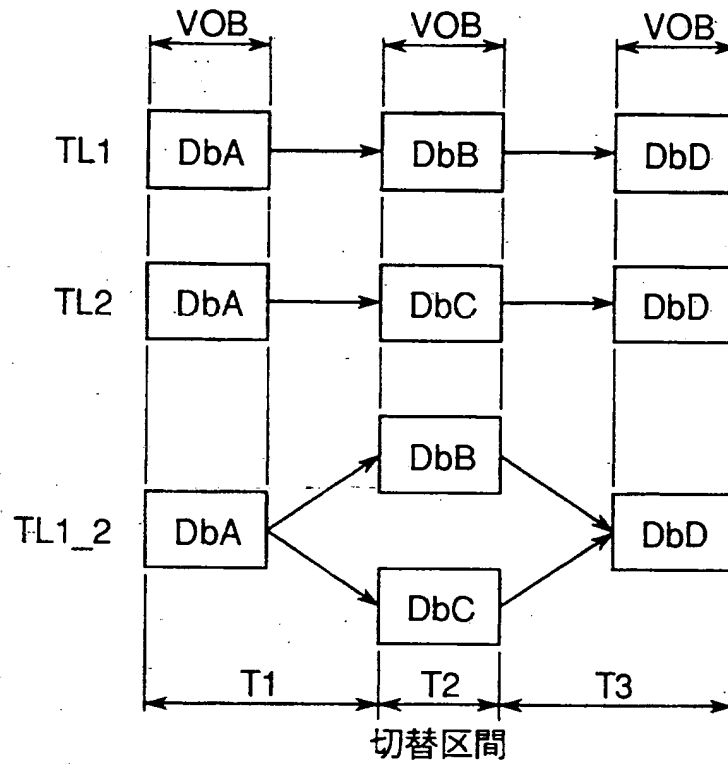 VOB VOB VOB
TL1 DbA DbB DbD
TL2 DbA DbC DbD
DbB
TL1_2 DbA DbD
DbC
T1 T2 T3
切替区間